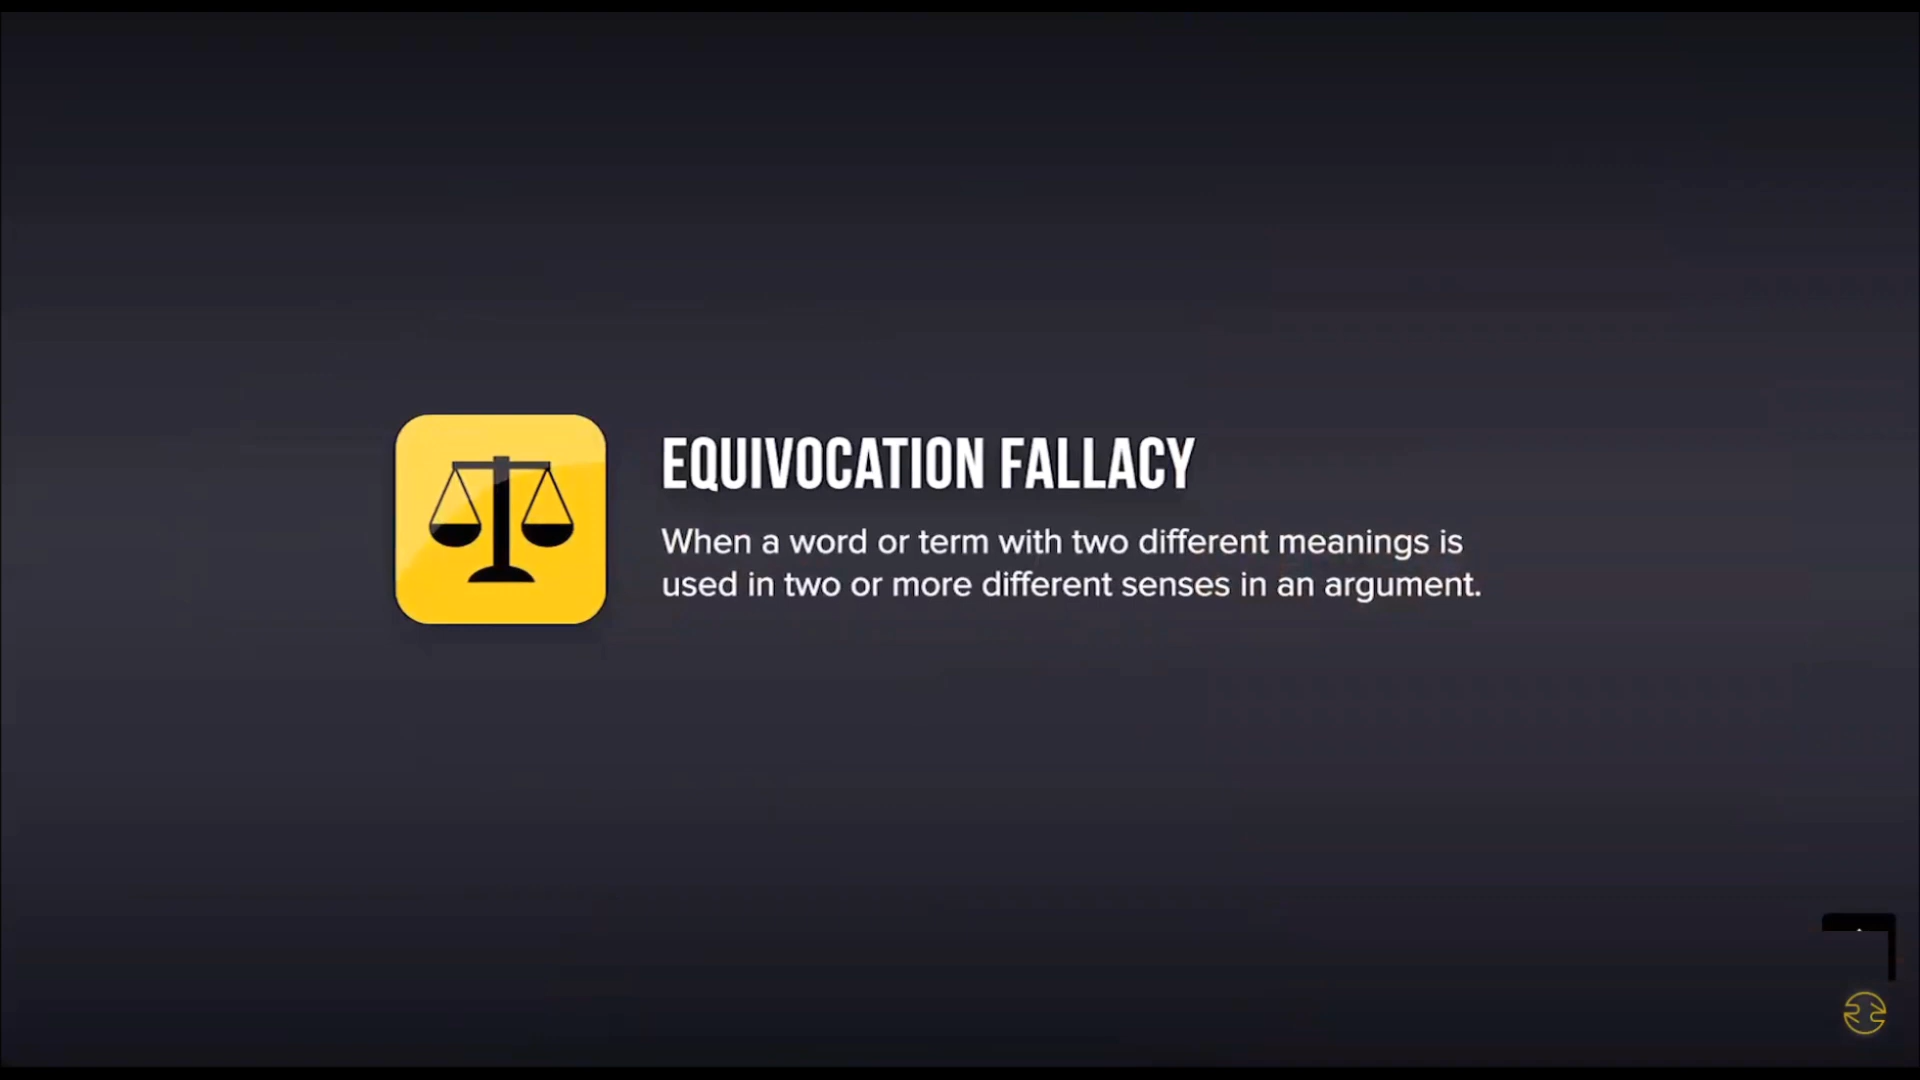 EQUIVOCATION FALLACY
When a word or term with two different meanings is
used in two or more different senses in an argument.